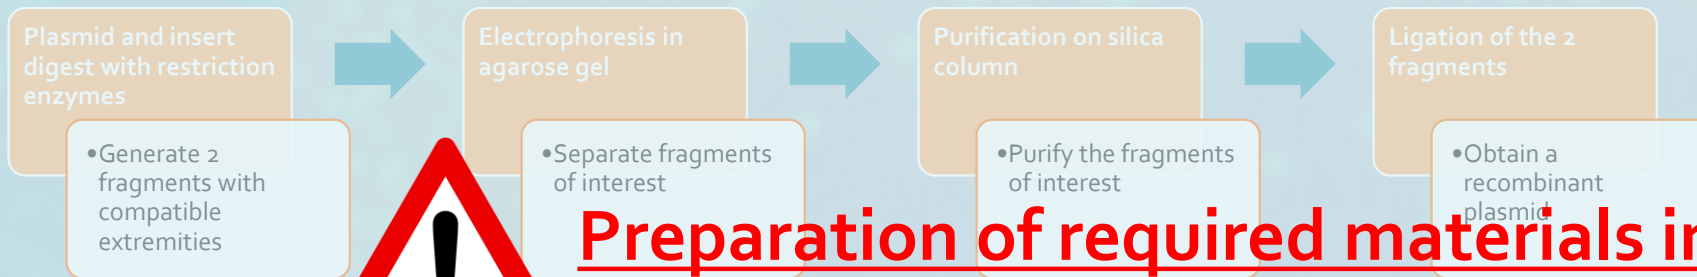 Plasmid and insert
digest with restriction
enzymes
•Generate 2
fragments with
compatible
extremities
Electrophoresis in
agarose gel
•Separate fragments
of interest
Purification on silica
column
•Purify the fragments
of interest
Ligation of the 2
fragments
•Obtain a
recombinant
plasmid
Preparation of required materials in